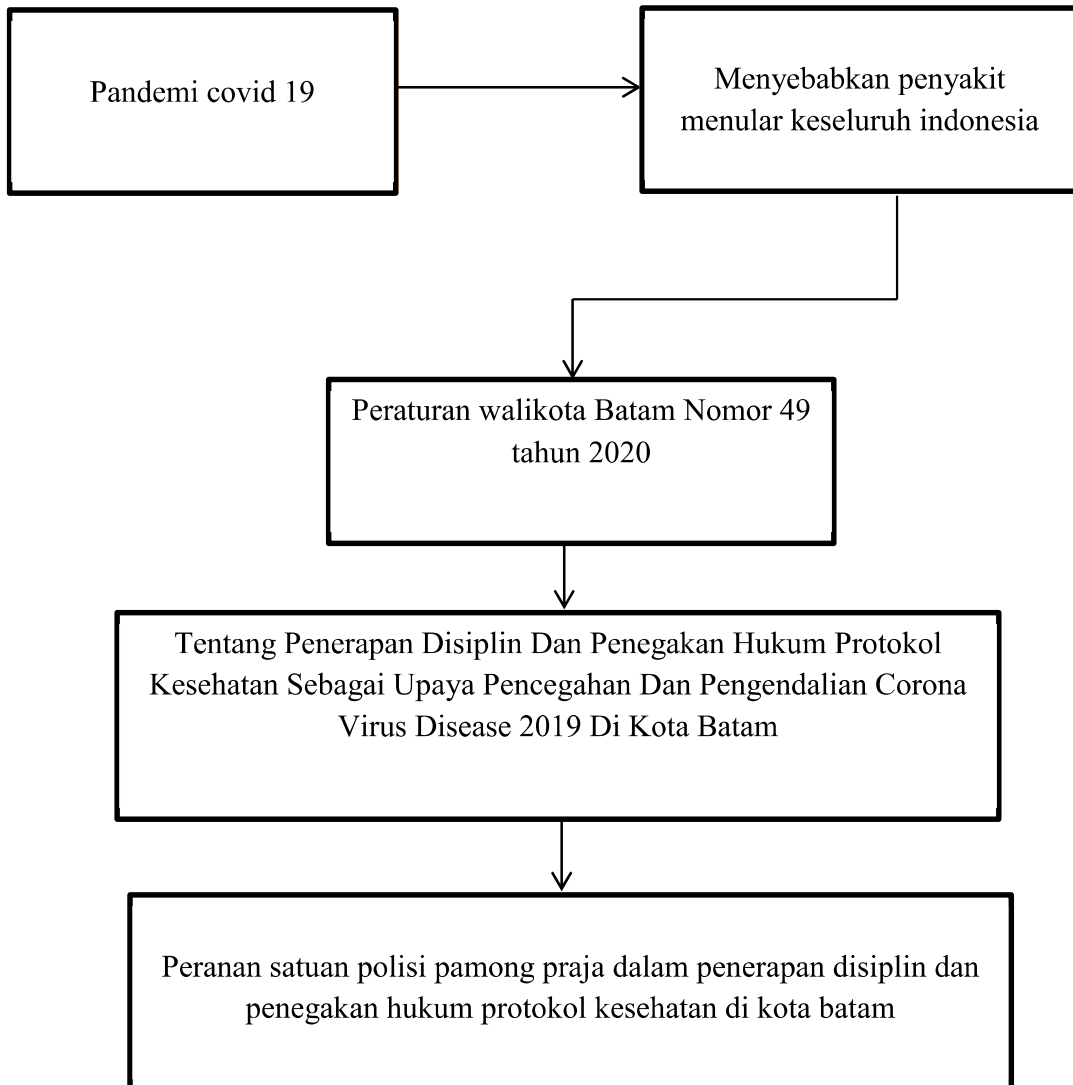 Pandemi covid 19
Menyebabkan penyakit
menular keseluruh indonesia
Peraturan walikota Batam Nomor 49
tahun 2020
Tentang Penerapan Disiplin Dan Penegakan Hukum Protokol
Kesehatan Sebagai Upaya Pencegahan Dan Pengendalian Corona
Virus Disease 2019 Di Kota Batam
Peranan satuan polisi pamong praja dalam penerapan disiplin dan
penegakan hukum protokol kesehatan di kota batam